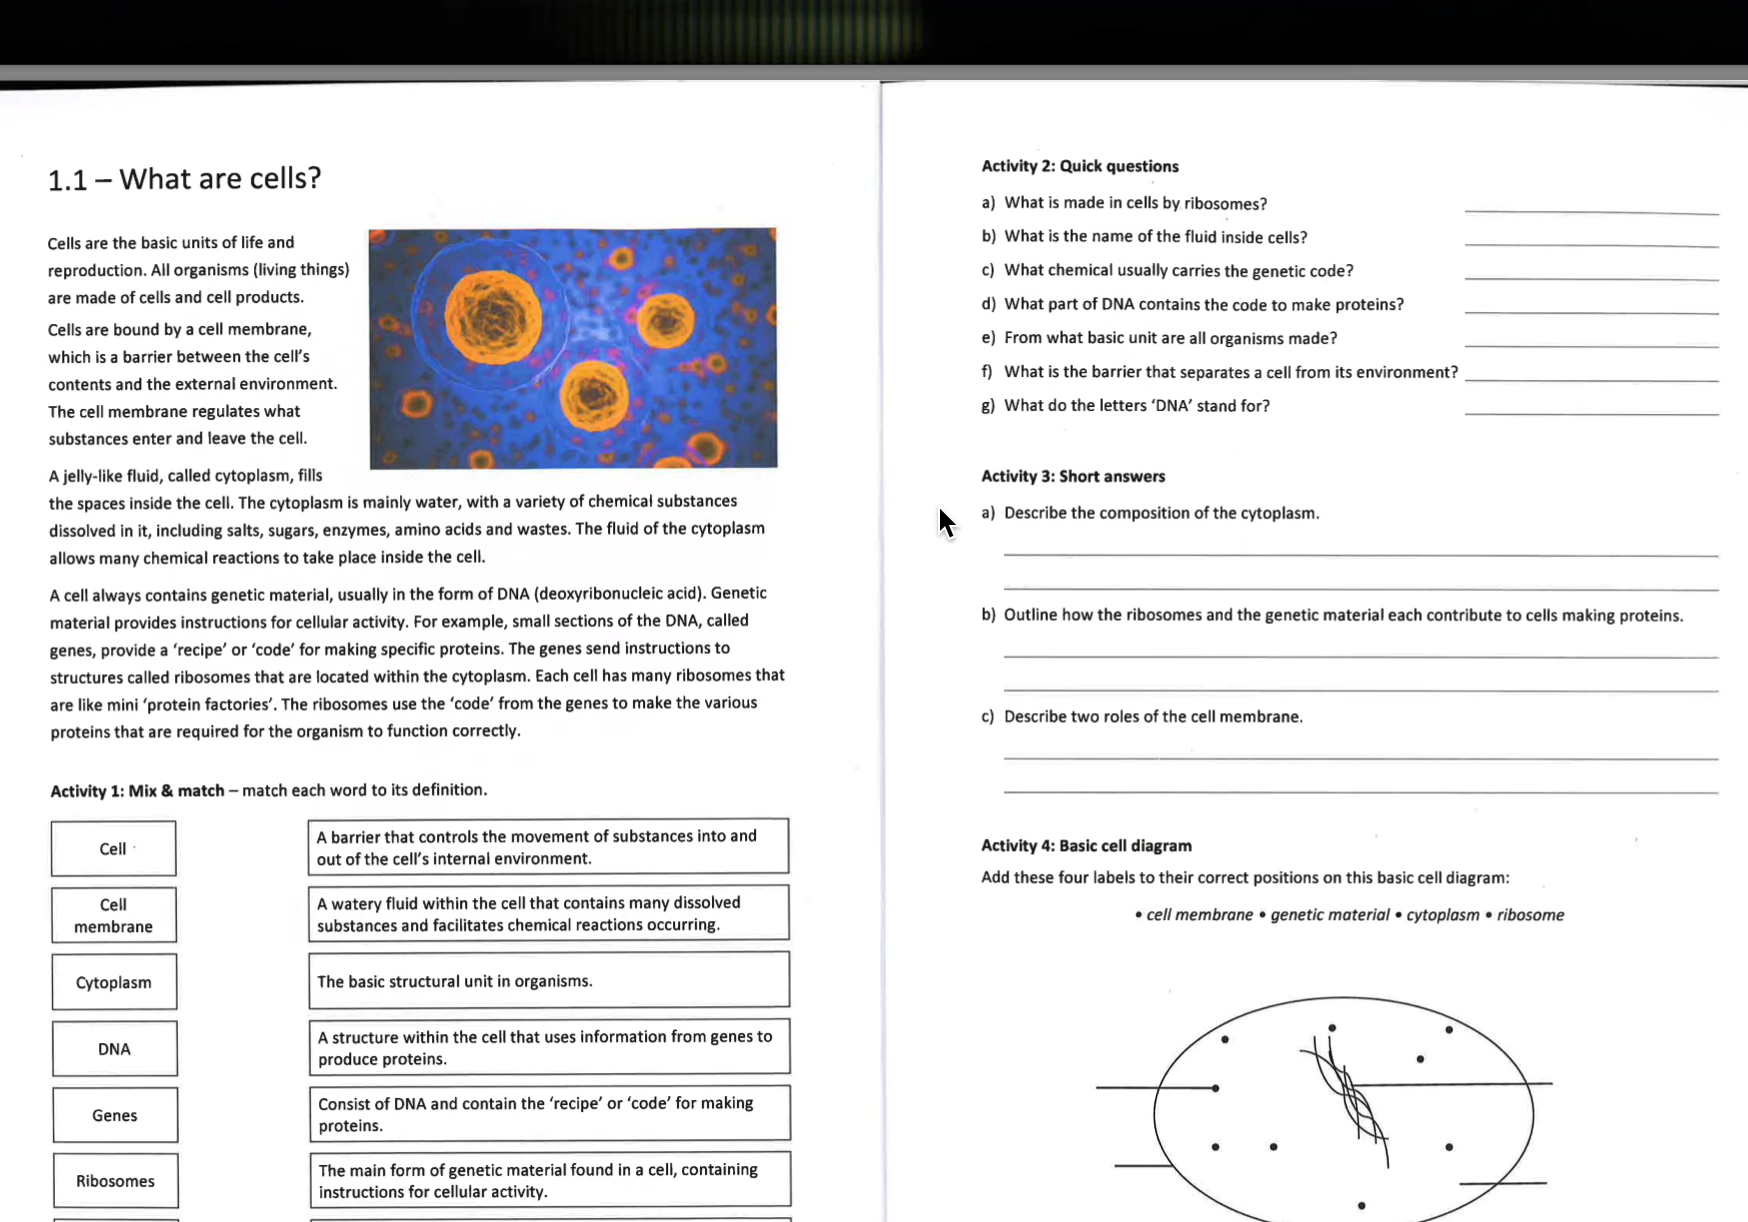 1.1 – What are cells?
Cells are the basic units of life and
reproduction. All organisms (living things)
are made of cells and cell products.
Cells are bound by a cell membrane,
which is a barrier between the cell's
contents and the external environment.
The cell membrane regulates what
substances enter and leave the cell.
A jelly-like fluid, called cytoplasm, fills
the spaces inside the cell. The cytoplasm is mainly water, with a variety of chemical substances
dissolved in it, including salts, sugars, enzymes, amino acids and wastes. The fluid of the cytoplasm
allows many chemical reactions to take place inside the cell.
A cell always contains genetic material, usually in the form of DNA (deoxyribonucleic acid). Genetic
material provides instructions for cellular activity. For example, small sections of the DNA, called
genes, provide a 'recipe' or 'code' for making specific proteins. The genes send instructions to
structures called ribosomes that are located within the cytoplasm. Each cell has many ribosomes that
are like mini 'protein factories'. The ribosomes use the 'code' from the genes to make the various
proteins that are required for the organism to function correctly.
Activity 1: Mix & match – match each word to its definition.
Cell
A barrier that controls the movement of substances into and
out of the cell's internal environment.
Cell
membrane
A watery fluid within the cell that contains many dissolved
substances and facilitates chemical reactions occurring.
Cytoplasm
The basic structural unit in organisms.
DNA
A structure within the cell that uses information from genes to
produce proteins.
Genes
Consist of DNA and contain the 'recipe' or 'code' for making
proteins.
Ribosomes
The main form of genetic material found in a cell, containing
instructions for cellular activity.
Activity 2: Quick questions
a) What is made in cells by ribosomes?
b) What is the name of the fluid inside cells?
c) What chemical usually carries the genetic code?
d) What part of DNA contains the code to make proteins?
e) From what basic unit are all organisms made?
f) What is the barrier that separates a cell from its environment?
g) What do the letters 'DNA' stand for?
Activity 3: Short answers
a) Describe the composition of the cytoplasm.
b) Outline how the ribosomes and the genetic material each contribute to cells making proteins.
c) Describe two roles of the cell membrane.
Activity 4: Basic cell diagram
Add these four labels to their correct positions on this basic cell diagram:
• cell membrane • genetic material • cytoplasm • ribosome